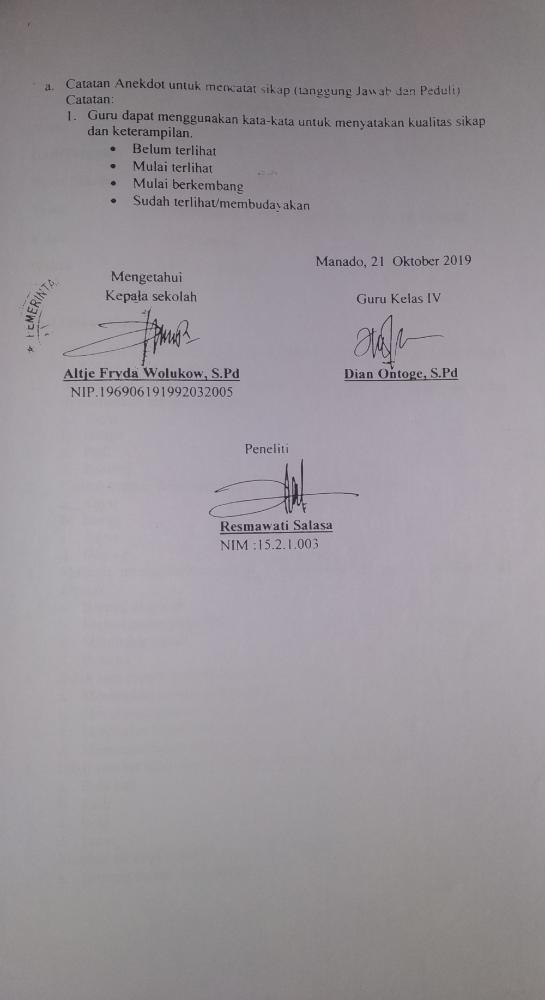 a. Catatan Anekdot untuk mencatat sikap (tanggung Jawab dan Peduli)
Catatan:
1. Guru dapat menggunakan kata-kata untuk menyatakan kualitas sikap
dan keterampilan.
• Belum terlihat
• Mulai terlihat
• Mulai berkembang
• Sudah terlihat/membudayakan
Manado, 21 Oktober 2019
Mengetahui
Kepala sekolah
Guru Kelas IV
★ PEMERINTA
Altje Fryda Wolukow, S.Pd
NIP.196906191992032005
Dian Ontoge, S.Pd
Peneliti
Resmawati Salasa
NIM :15.2.1.003